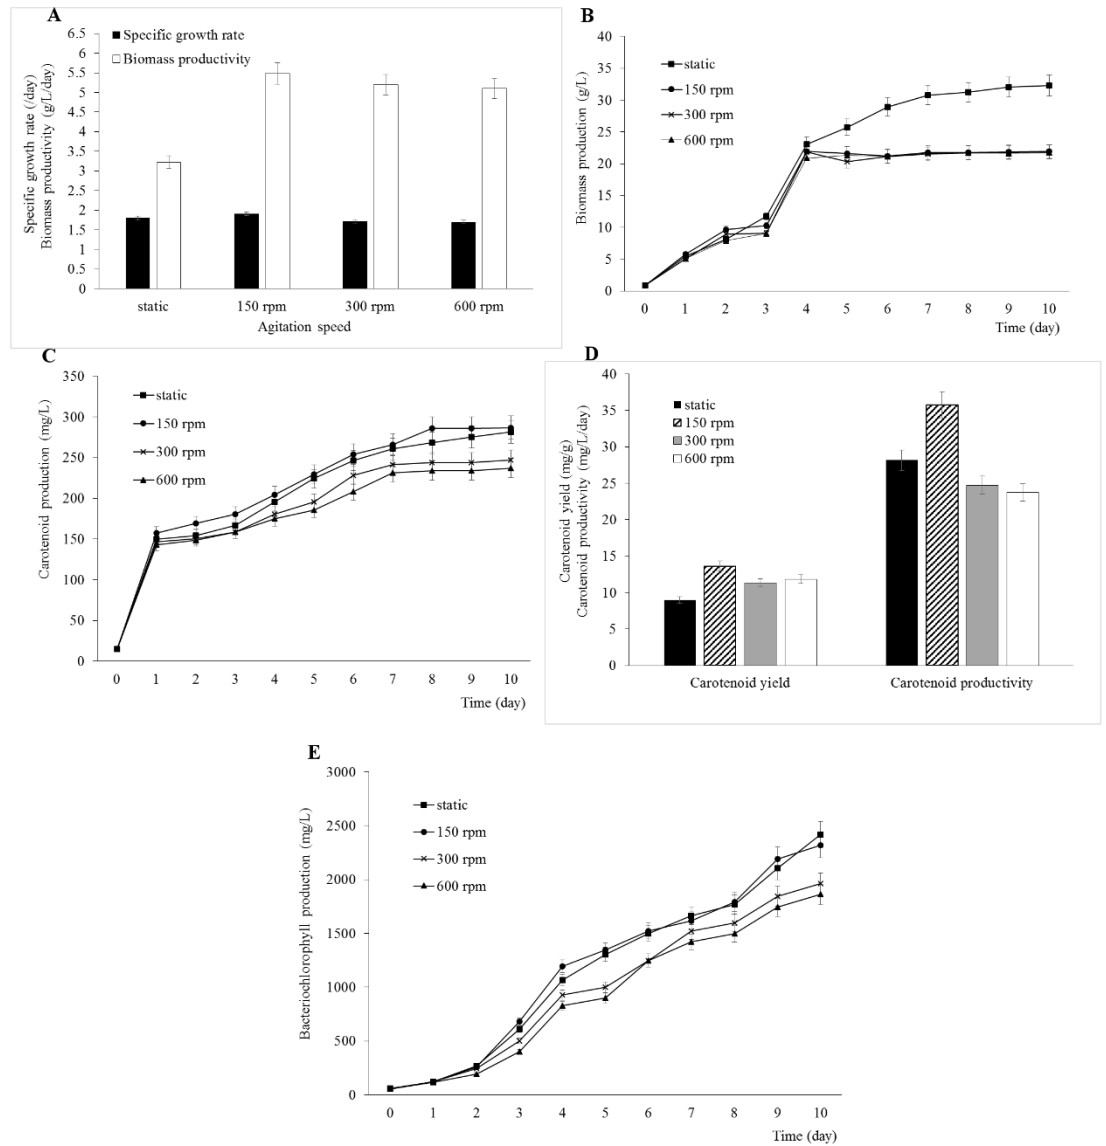 A
Specific growth rate
Biomass productivity
Specific growth rate (/day)
Biomass productivity (g/L/day)
6.5
6
5.5
5
4.5
4
3.5
3
2.5
2
1.5
1
0.5
0
static 150 rpm 300 rpm 600 rpm
Agitation speed
B
Biomass production (g/L)
40
35
30
25
20
15
10
5
0
static
150 rpm
300 rpm
600 rpm
0 1 2 3 4 5 6 7 8 9 10
Time (day)
C
Carotenoid production (mg/L)
350
300
250
200
150
100
50
0
static
150 rpm
300 rpm
600 rpm
0 1 2 3 4 5 6 7 8 9 10
Time (day)
D
Carotenoid yield (mg/g)
Carotenoid productivity (mg/L/day)
40
35
30
25
20
15
10
5
0
static
150 rpm
300 rpm
600 rpm
Carotenoid yield Carotenoid productivity
E
Bacteriochlorophyll production (mg/L)
3000
2500
2000
1500
1000
500
0
static
150 rpm
300 rpm
600 rpm
0 1 2 3 4 5 6 7 8 9 10
Time (day)